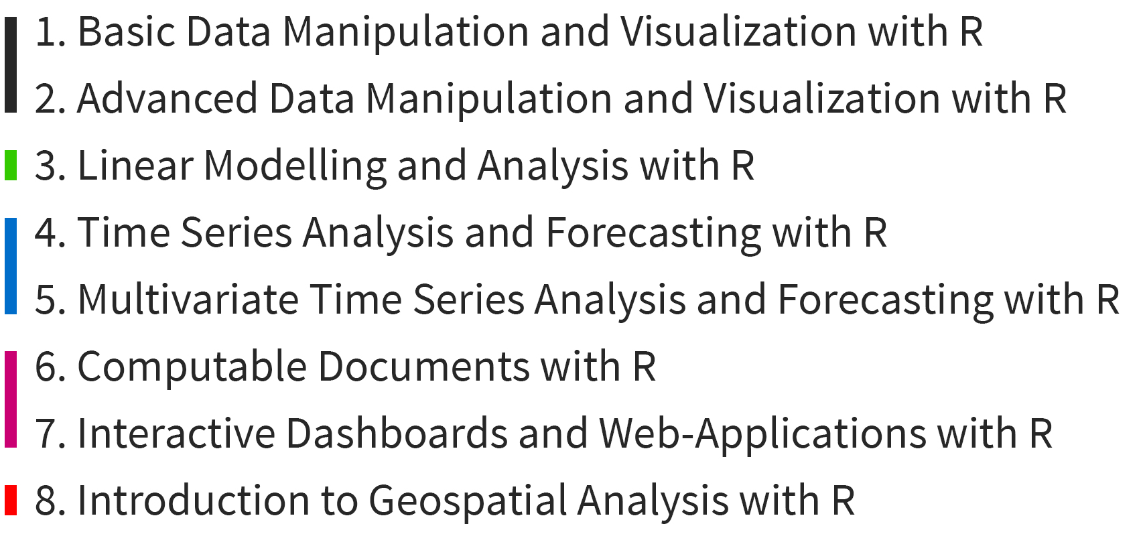 1. Basic Data Manipulation and Visualization with R
2. Advanced Data Manipulation and Visualization with R
3. Linear Modelling and Analysis with R
4. Time Series Analysis and Forecasting with R
5. Multivariate Time Series Analysis and Forecasting with R
6. Computable Documents with R
7. Interactive Dashboards and Web-Applications with R
8. Introduction to Geospatial Analysis with R